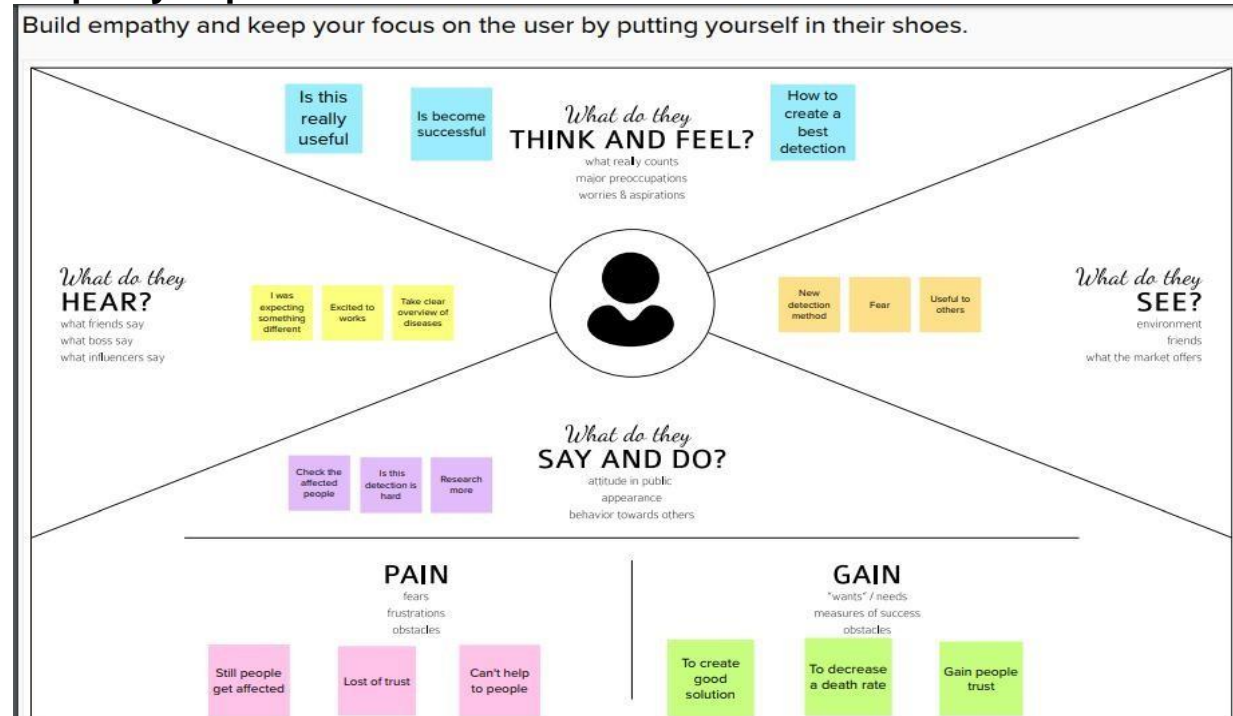 Build empathy and keep your focus on the user by putting yourself in their shoes.
Is this
really
useful
Is become
successful
What do they
THINK AND FEEL?
what really counts
major preoccupations
worries & aspirations
How to
create a
best
detection
What do they
HEAR?
what friends say
what boss say
what influencers say
I was
expecting
something
different
Excited to
works
Take clear
overview of
diseases
New
detection
method
Fear
Useful to
others
What do they
SEE?
environment
friends
what the market offers
What do they
SAY AND DO?
attitude in public
appearance
behavior towards others
Check the
affected
people
Is this
detection is
hard
Research
more
PAIN
fears
frustrations
obstacles
Still people
get affected
Lost of trust
Can't help
to people
GAIN
"wants" / needs
measures of success
obstacles
To create
good
solution
To decrease
a death rate
Gain people
trust